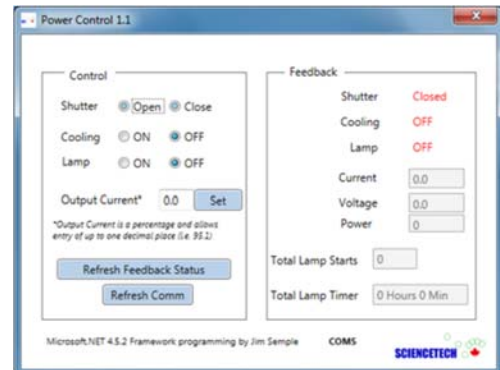 Power Control 1.1
Control
Shutter Open Close
Cooling ON OFF
Lamp ON OFF
Output Current* 0.0 Set
*Output Current is a percentage and allows
entry of up to one decimal place (i.e. 95.1)
Refresh Feedback Status
Refresh Comm
Feedback
Shutter Closed
Cooling OFF
Lamp OFF
Current 0.0
Voltage 0.0
Power 0
Total Lamp Starts 0
Total Lamp Timer 0 Hours 0 Min
Microsoft.NET 4.5.2 Framework programming by Jim Semple COM5
SCIENCETECH